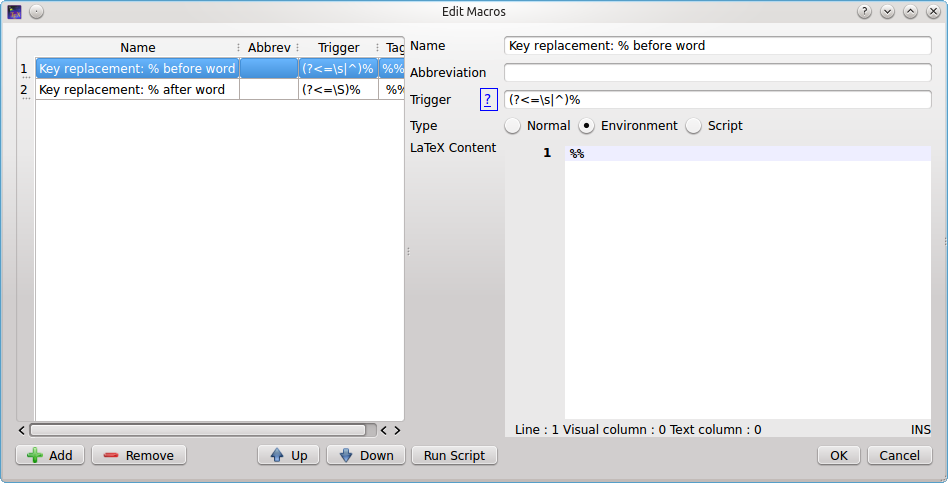 Edit Macros
Name Abbrev Trigger Tag
1 Key replacement: % before word (?<=\s|^)% %%
2 Key replacement: % after word (?<=\S)% %%
Name Key replacement: % before word
Abbreviation
Trigger ? (?<=\s|^)%
Type Normal Environment Script
LaTeX Content
1 %%
Line : 1 Visual column : 0 Text column : 0 INS
Add Remove Up Down Run Script OK Cancel